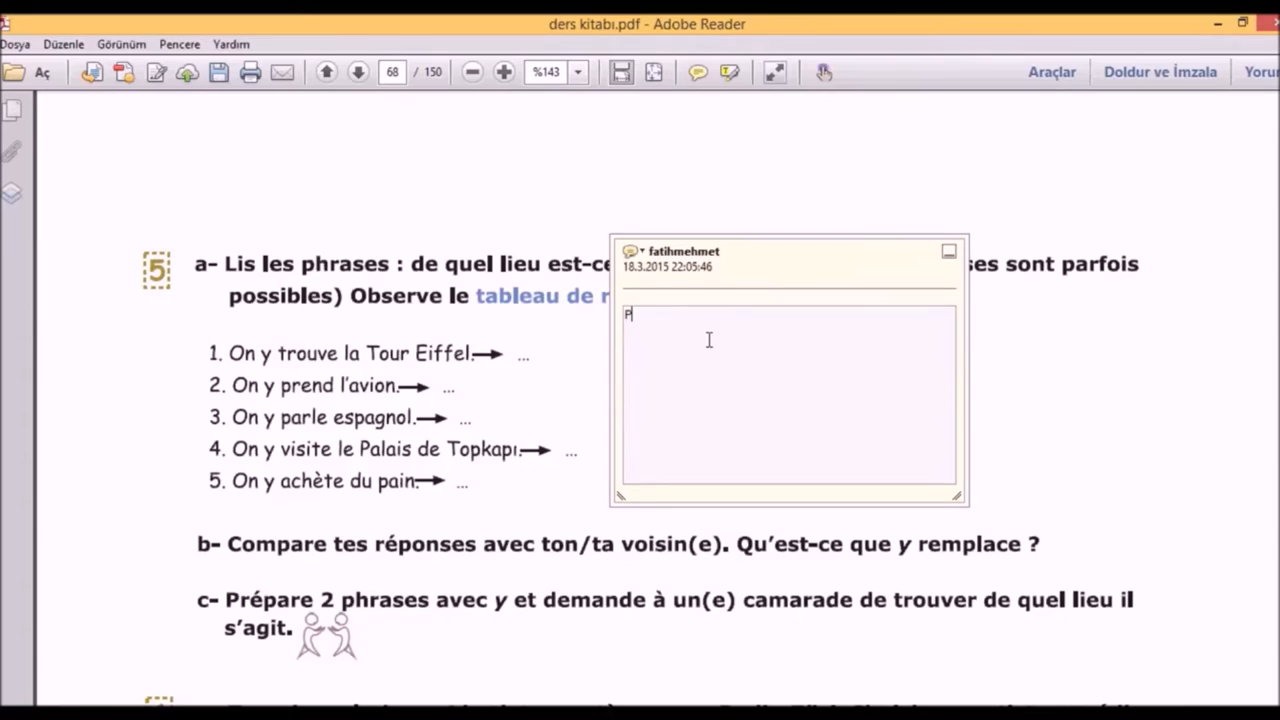 ders kitabı.pdf - Adobe Reader
Dosya Düzenle Görünüm Pencere Yardım
Aç 68 / 150 %143 Araçlar Doldur ve İmzala Yorum
5 a- Lis les phrases : de quel lieu est-ce sont parfois
possibles) Observe le tableau de
fatihmehmet
18.3.2015 22:05:46
P
1. On y trouve la Tour Eiffel. ...
2. On y prend l'avion. ...
3. On y parle espagnol. ...
4. On y visite le Palais de Topkapı. ...
5. On y achète du pain. ...
b- Compare tes réponses avec ton/ta voisin(e). Qu'est-ce que y remplace ?
c- Prépare 2 phrases avec y et demande à un(e) camarade de trouver de quel lieu il
s'agit.